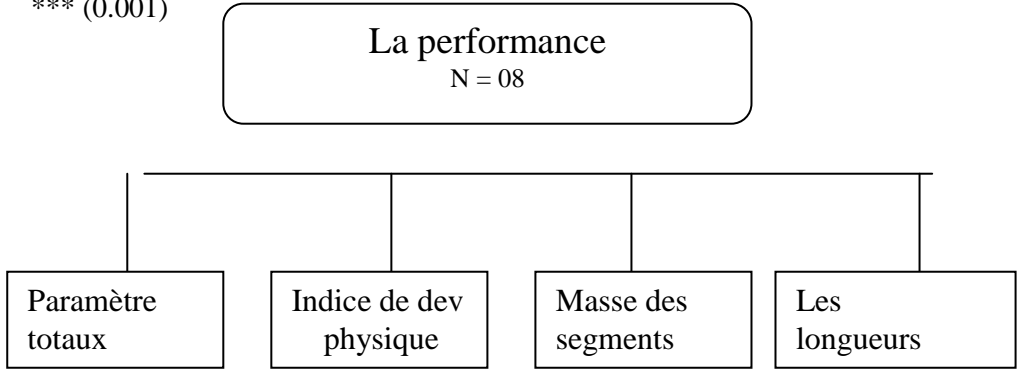 *** (0.001)
La performance
N = 08
Paramètre
totaux
Indice de dev
physique
Masse des
segments
Les
longueurs